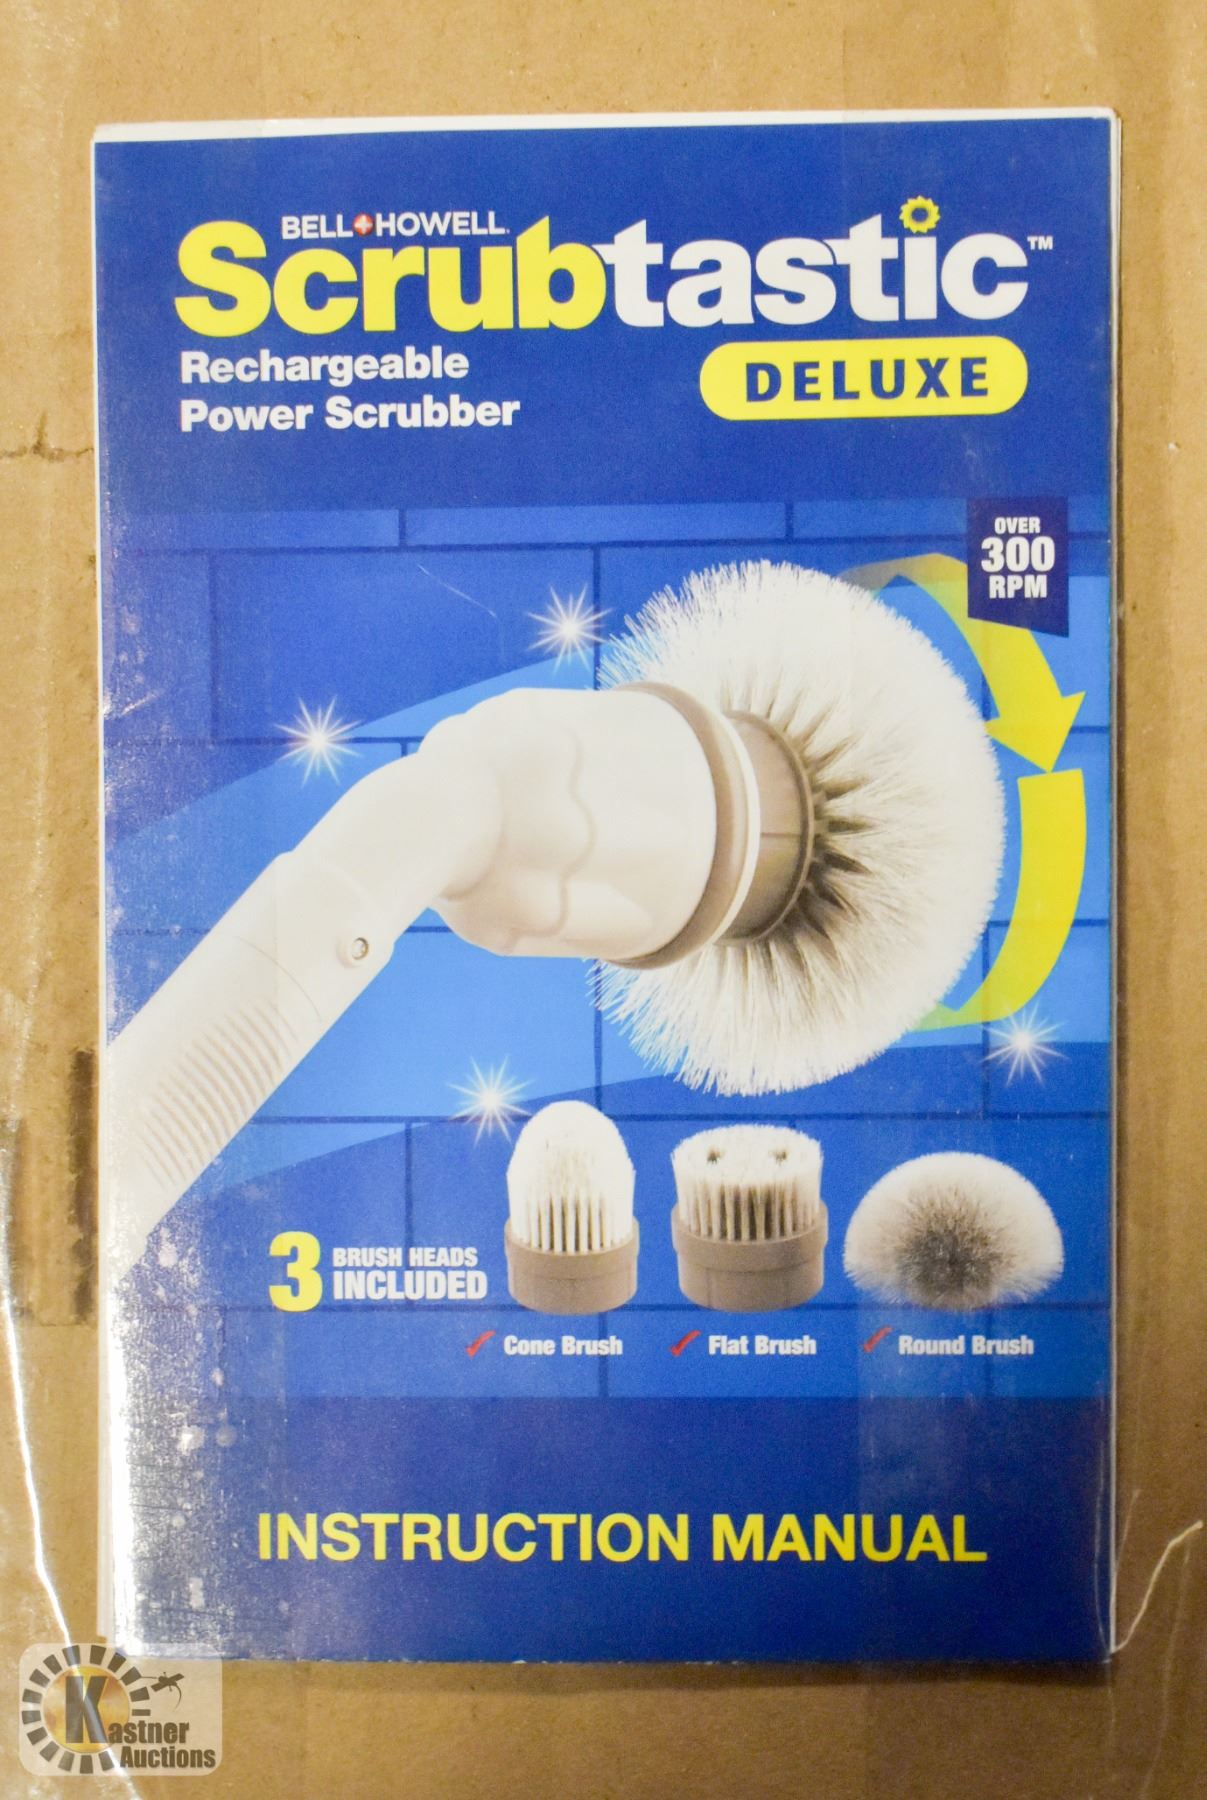 BELL+HOWELL
Scrubtastic™
Rechargeable
Power Scrubber
DELUXE
OVER
300
RPM
3 BRUSH HEADS
INCLUDED
Cone Brush
Flat Brush
Round Brush
INSTRUCTION MANUAL
Kastner
Auctions